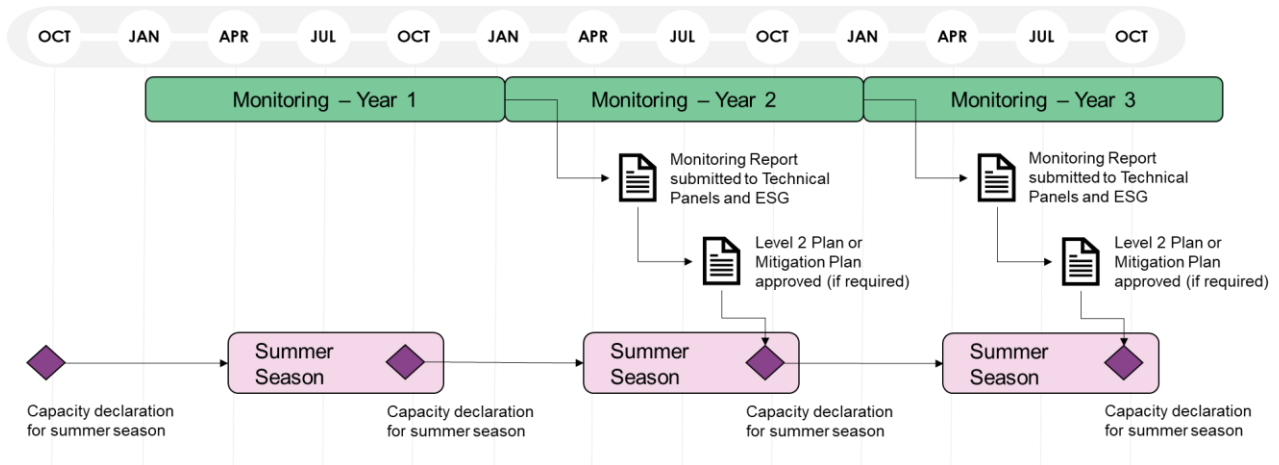 OCT JAN APR JUL OCT JAN APR JUL OCT JAN APR JUL OCT
Monitoring – Year 1
Monitoring – Year 2
Monitoring – Year 3
Monitoring Report
submitted to Technical
Panels and ESG
Monitoring Report
submitted to Technical
Panels and ESG
Level 2 Plan or
Mitigation Plan
approved (if required)
Level 2 Plan or
Mitigation Plan
approved (if required)
Summer
Season
Summer
Season
Summer
Season
Capacity declaration
for summer season
Capacity declaration
for summer season
Capacity declaration
for summer season
Capacity declaration
for summer season